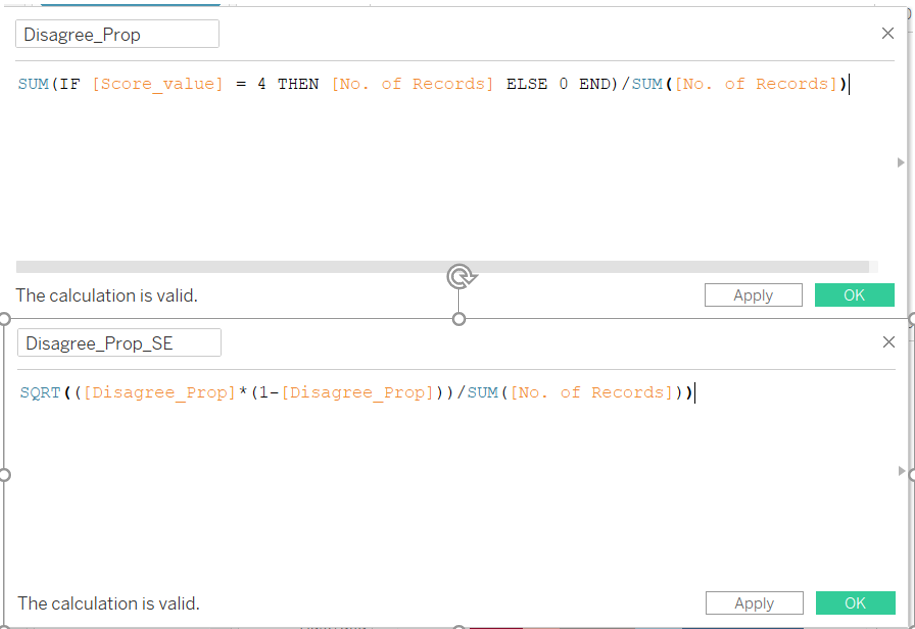 Disagree_Prop
SUM(IF [Score_value] = 4 THEN [No. of Records] ELSE 0 END)/SUM([No. of Records])
The calculation is valid.
Apply
OK
Disagree_Prop_SE
SQRT(([Disagree_Prop]*(1-[Disagree_Prop]))/SUM([No. of Records]))
The calculation is valid.
Apply
OK